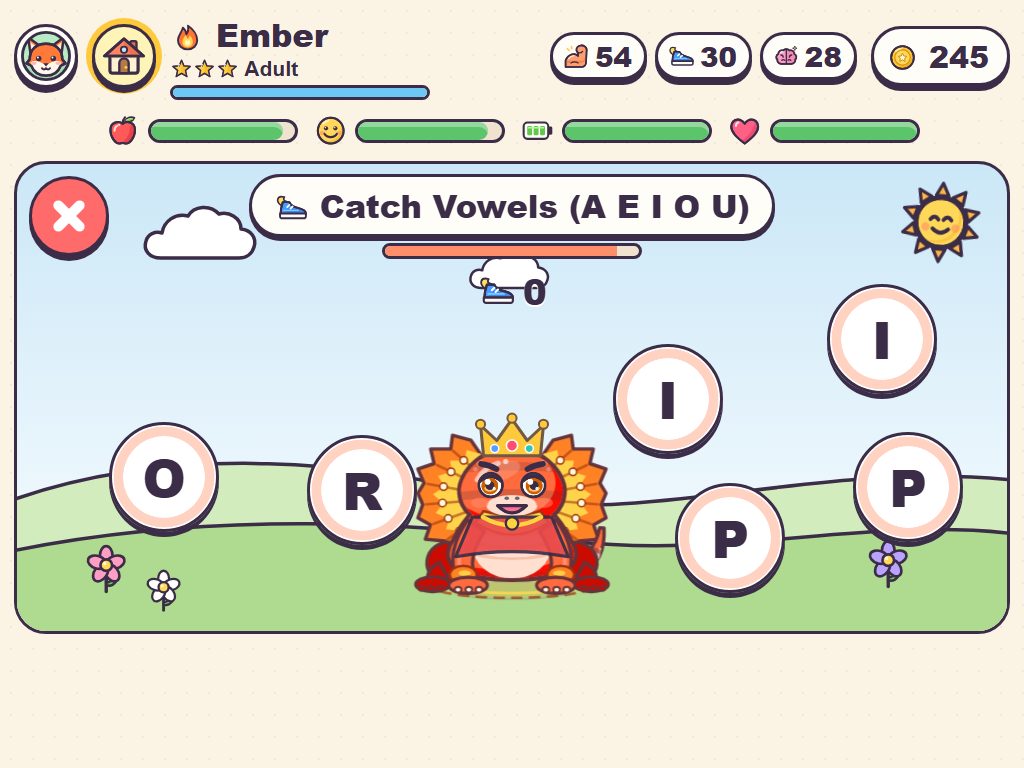 Ember
Adult
54
30
28
245
Catch Vowels (A E I O U)
0
I
I
O
R
P
P